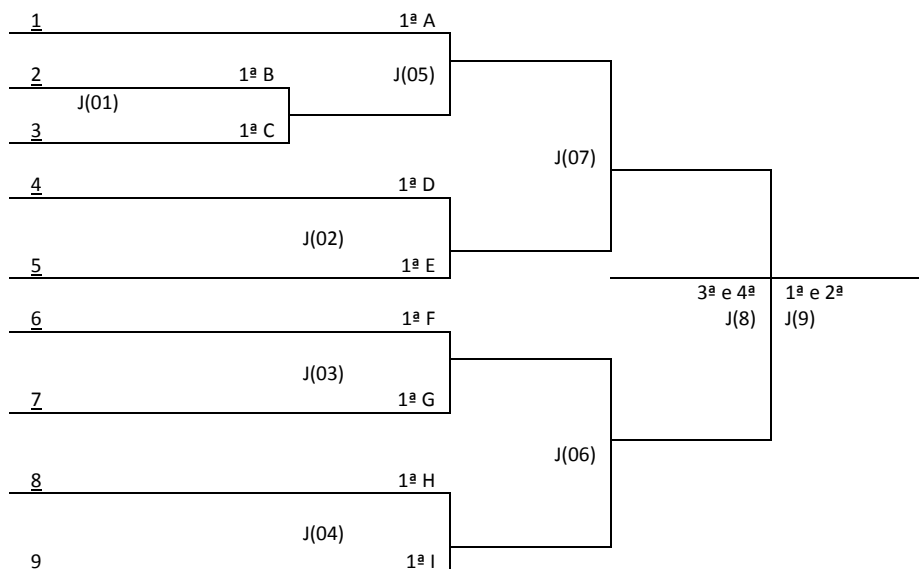 1 1ª A
2 1ª B J(05)
J(01)
3 1ª C
J(07)
4 1ª D
J(02)
5 1ª E
3ª e 4ª 1ª e 2ª
6 1ª F J(8) J(9)
J(03)
7 1ª G
J(06)
8 1ª H
J(04)
9 1ª I